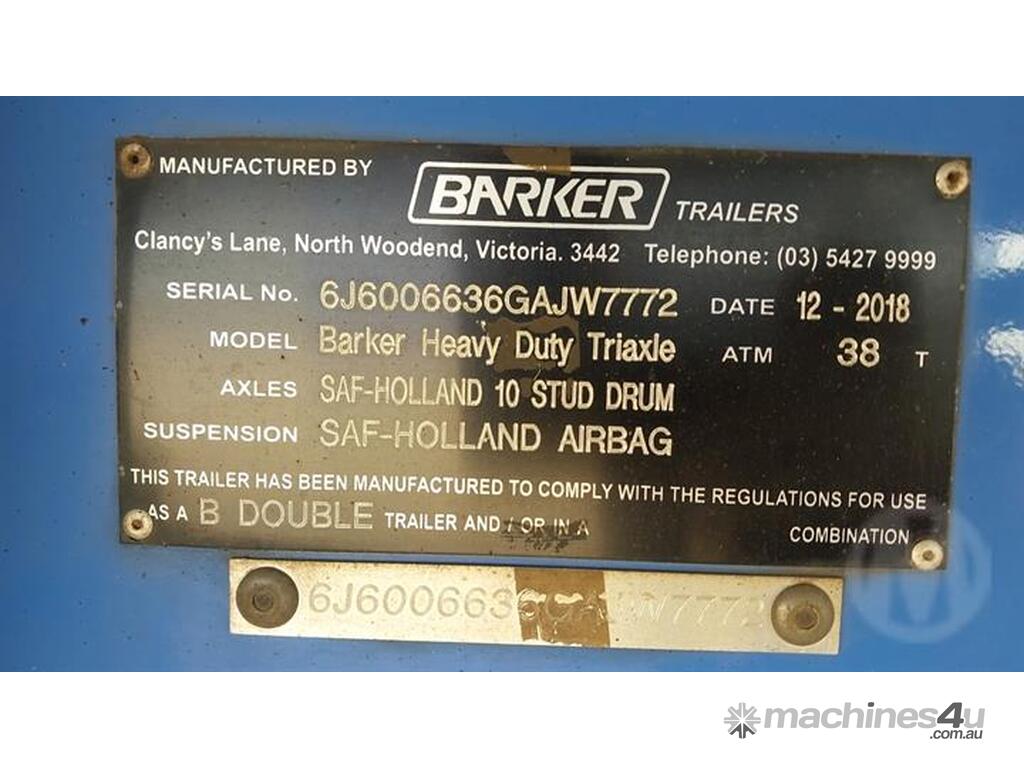 MANUFACTURED BY BARKER TRAILERS
Clancy's Lane, North Woodend, Victoria. 3442 Telephone: (03) 5427 9999
SERIAL No. 6J6006636GAJW7772 DATE 12 - 2018
MODEL Barker Heavy Duty Triaxle ATM 38 T
AXLES SAF-HOLLAND 10 STUD DRUM
SUSPENSION SAF-HOLLAND AIRBAG
THIS TRAILER HAS BEEN MANUFACTURED TO COMPLY WITH THE REGULATIONS FOR USE
AS A B DOUBLE TRAILER AND / OR IN A COMBINATION
6J6006636GAJW7772
machines4u
.com.au